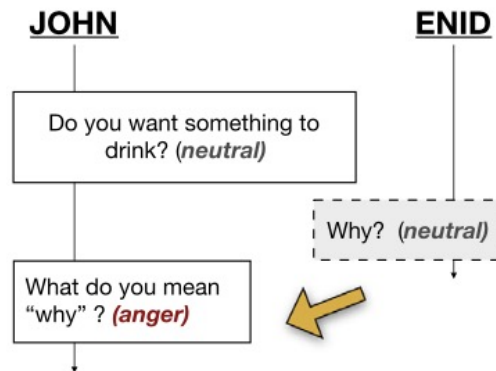 JOHN
ENID
Do you want something to
drink? (neutral)
Why? (neutral)
What do you mean
“why” ? (anger)